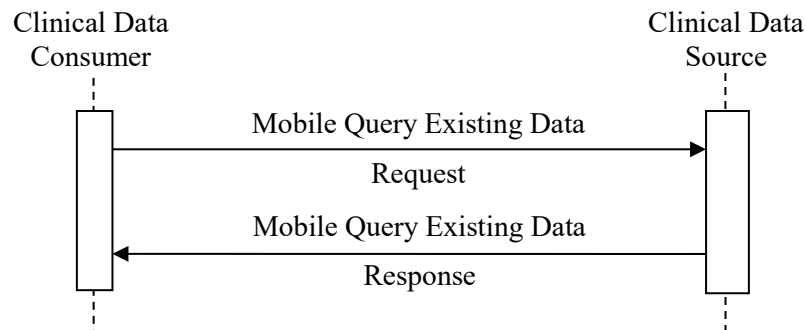 Clinical Data
Consumer
Clinical Data
Source
Mobile Query Existing Data
Request
Mobile Query Existing Data
Response